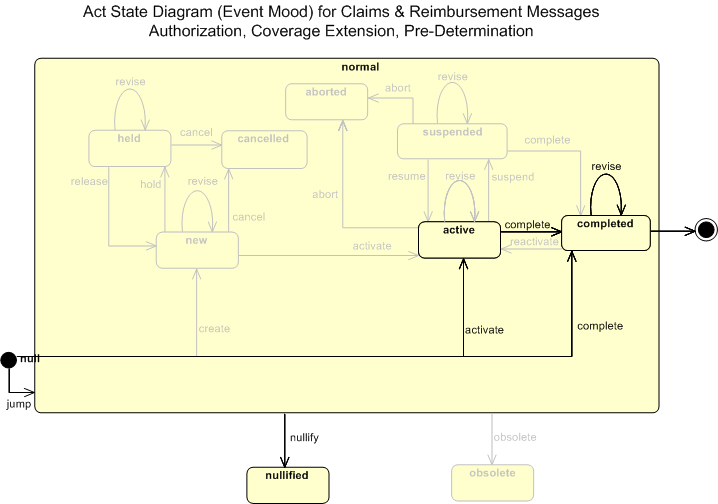 Act State Diagram (Event Mood) for Claims & Reimbursement Messages
Authorization, Coverage Extension, Pre-Determination
normal
revise
aborted
abort
revise
held
cancel
cancelled
suspended
complete
release
hold
revise
abort
resume
revise
suspend
revise
cancel
new
active
complete
completed
activate
reactivate
create
activate
complete
null
jump
nullify
obsolete
nullified
obsolete